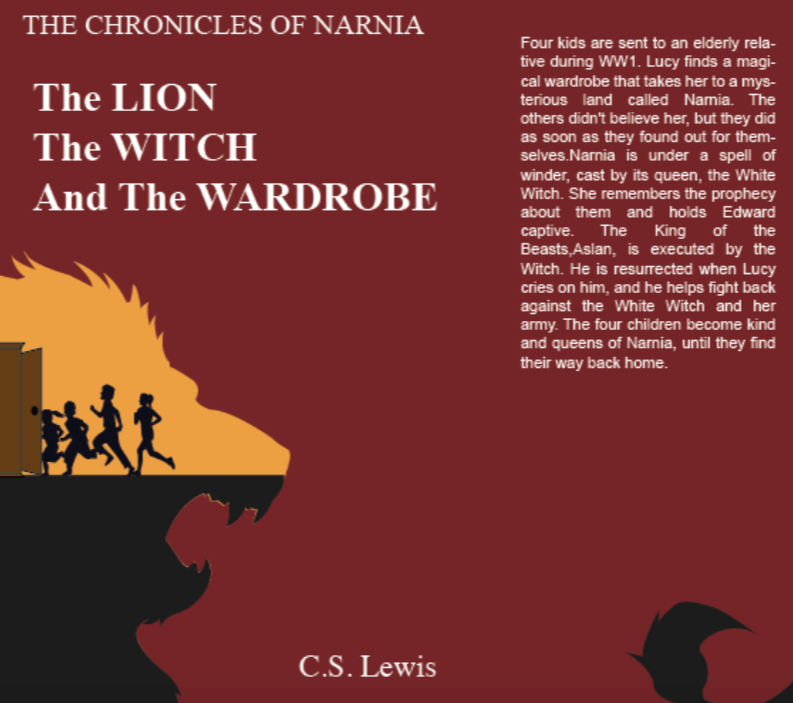 THE CHRONICLES OF NARNIA
The LION
The WITCH
And The WARDROBE
C.S. Lewis
Four kids are sent to an elderly rela-
tive during WW1. Lucy finds a magi-
cal wardrobe that takes her to a mys-
terious land called Narnia. The
others didn't believe her, but they did
as soon as they found out for them-
selves.Narnia is under a spell of
winder, cast by its queen, the White
Witch. She remembers the prophecy
about them and holds Edward
captive. The King of the
Beasts,Aslan, is executed by the
Witch. He is resurrected when Lucy
cries on him, and he helps fight back
against the White Witch and her
army. The four children become kind
and queens of Narnia, until they find
their way back home.